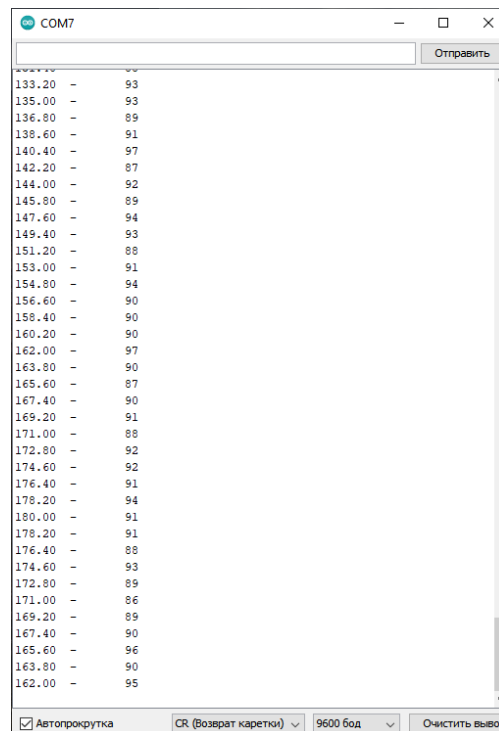 COM7
Отправить
133.20 - 93
135.00 - 93
136.80 - 89
138.60 - 91
140.40 - 97
142.20 - 87
144.00 - 92
145.80 - 89
147.60 - 94
149.40 - 93
151.20 - 88
153.00 - 91
154.80 - 94
156.60 - 90
158.40 - 90
160.20 - 90
162.00 - 97
163.80 - 90
165.60 - 87
167.40 - 90
169.20 - 91
171.00 - 88
172.80 - 92
174.60 - 92
176.40 - 91
178.20 - 94
180.00 - 91
178.20 - 91
176.40 - 88
174.60 - 93
172.80 - 89
171.00 - 86
169.20 - 89
167.40 - 90
165.60 - 96
163.80 - 90
162.00 - 95
Автопрокрутка CR (Возврат каретки) 9600 бод Очистить выво